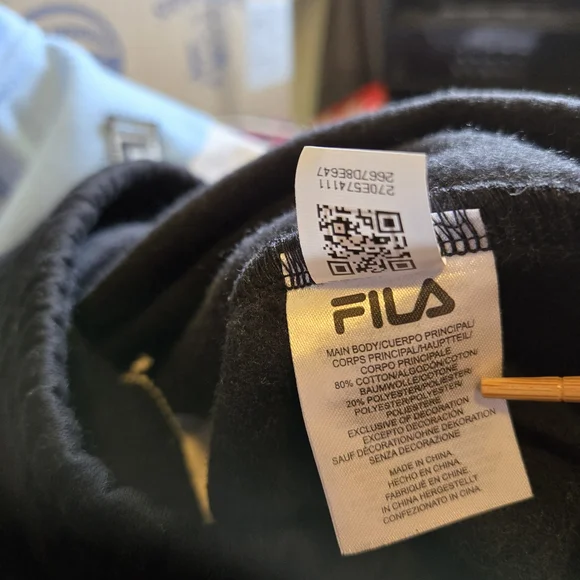 270E574111
2667D8E647
FILA
MAIN BODY/CUERPO PRINCIPAL/
CORPS PRINCIPAL/HAUPTTEIL/
CORPO PRINCIPALE
80% COTTON/ALGODÓN/COTON/
BAUMWOLLE/COTONE
20% POLYESTER/POLIÉSTER/
POLYESTER/POLYESTER/
POLIESTERE
EXCLUSIVE OF DECORATION
EXCEPTO DECORACIÓN
SAUF DÉCORATION/OHNE DEKORATION
SENZA DECORAZIONE
MADE IN CHINA
HECHO EN CHINA
FABRIQUÉ EN CHINE
IN CHINA HERGESTELLT
CONFEZIONATO IN CINA